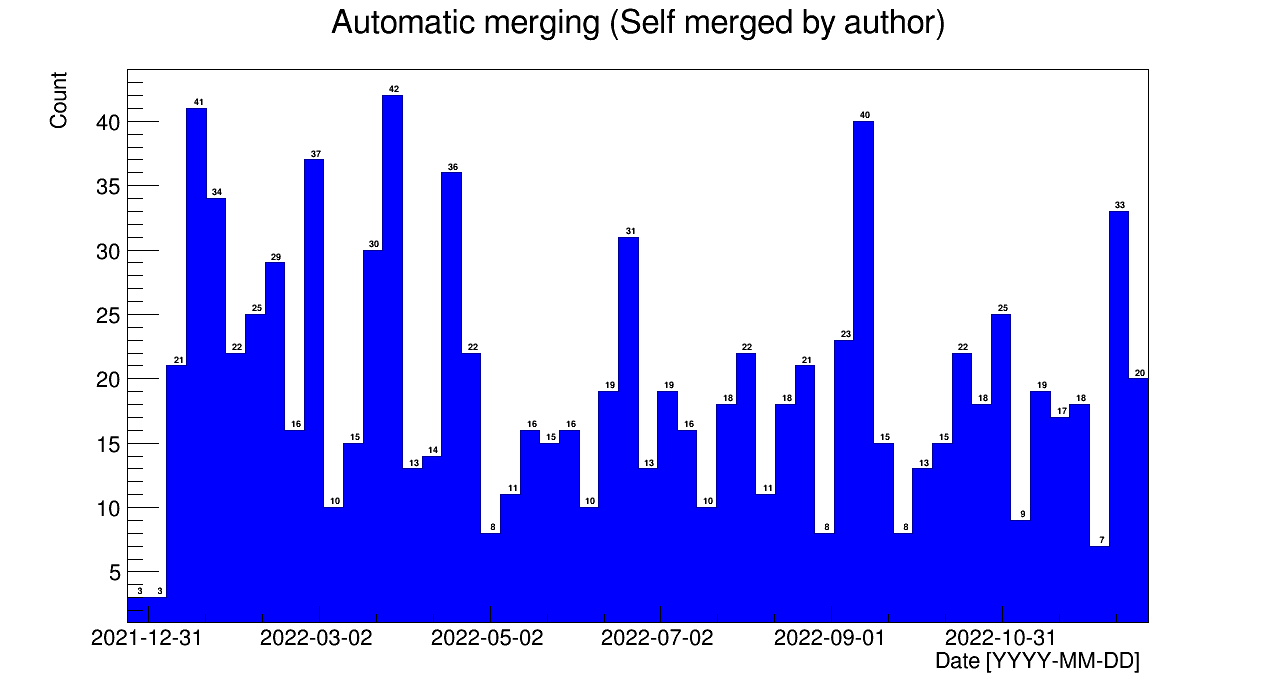 Automatic merging (Self merged by author)
Count
40
35
30
25
20
15
10
5
3 3 21 41 34 22 25 29 16 37 10 15 30 42 13 14 36 22 8 11 16 15 16 10 19 31 13 19 16 10 18 22 11 18 21 8 23 40 15 8 13 15 22 18 25 9 19 17 18 7 33 20
2021-12-31 2022-03-02 2022-05-02 2022-07-02 2022-09-01 2022-10-31
Date [YYYY-MM-DD]